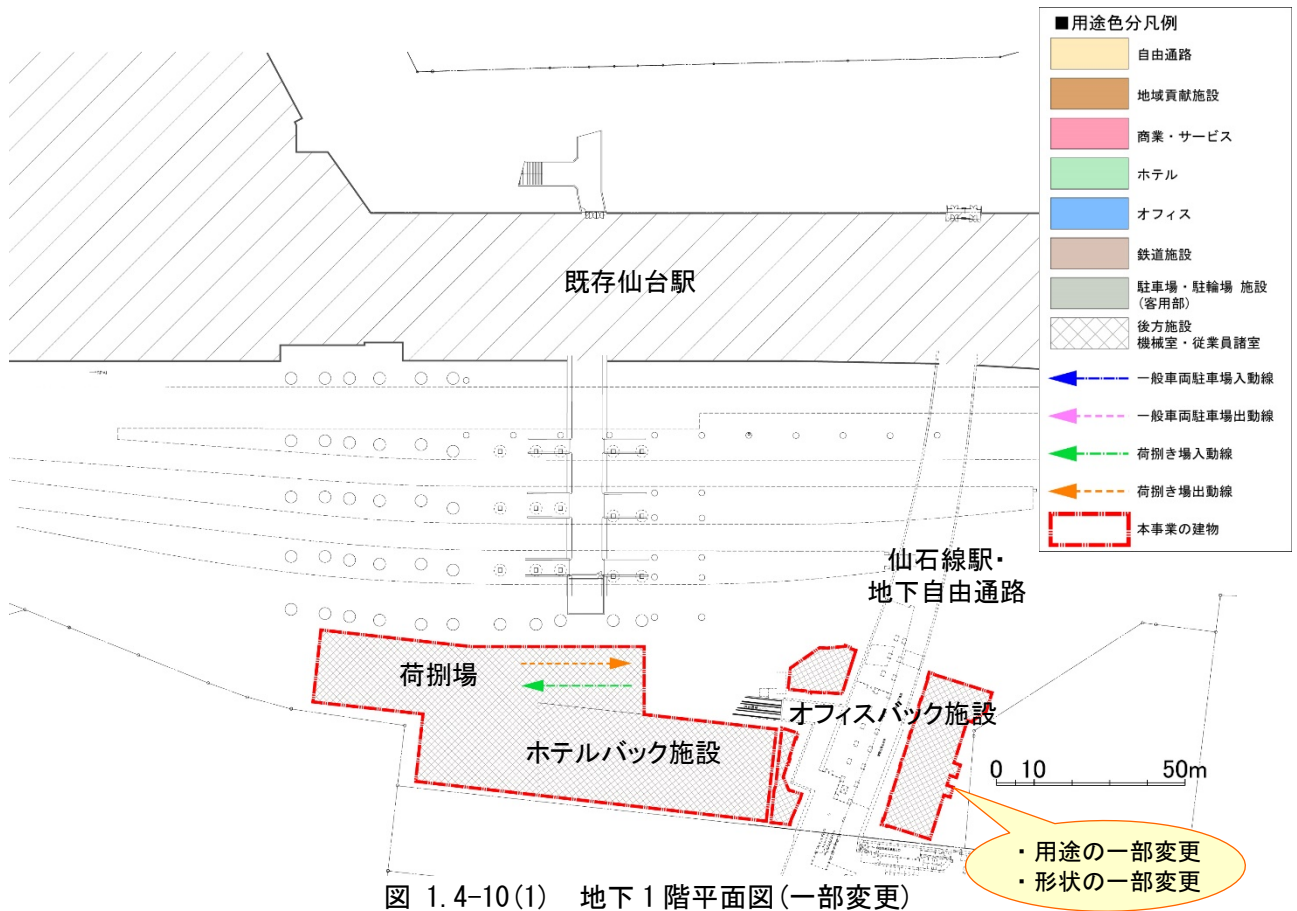 ■用途色分凡例
自由通路
地域貢献施設
商業・サービス
ホテル
オフィス
鉄道施設
駐車場・駐輪場 施設
(客用部)
後方施設
機械室・従業員諸室
一般車両駐車場入動線
一般車両駐車場出動線
荷捌き場入動線
荷捌き場出動線
本事業の建物
既存仙台駅
仙石線駅・
地下自由通路
荷捌場
オフィスバック施設
ホテルバック施設
0 10 50m
・用途の一部変更
・形状の一部変更
図 1.4-10(1) 地下1階平面図(一部変更)